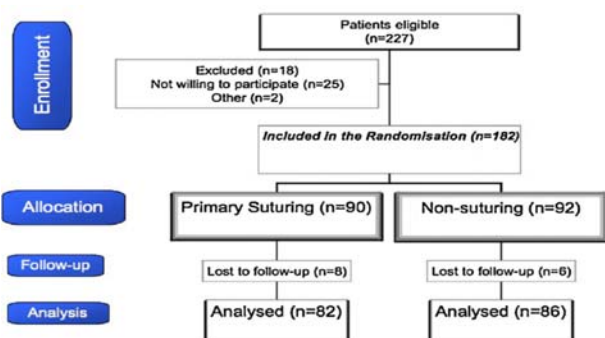 Enrollment
Patients eligible
(n=227)
Excluded (n=18)
Not willing to participate (n=25)
Other (n=2)
Included in the Randomisation (n=182)
Allocation
Primary Suturing (n=90)
Non-suturing (n=92)
Follow-up
Lost to follow-up (n=8)
Lost to follow-up (n=6)
Analysis
Analysed (n=82)
Analysed (n=86)